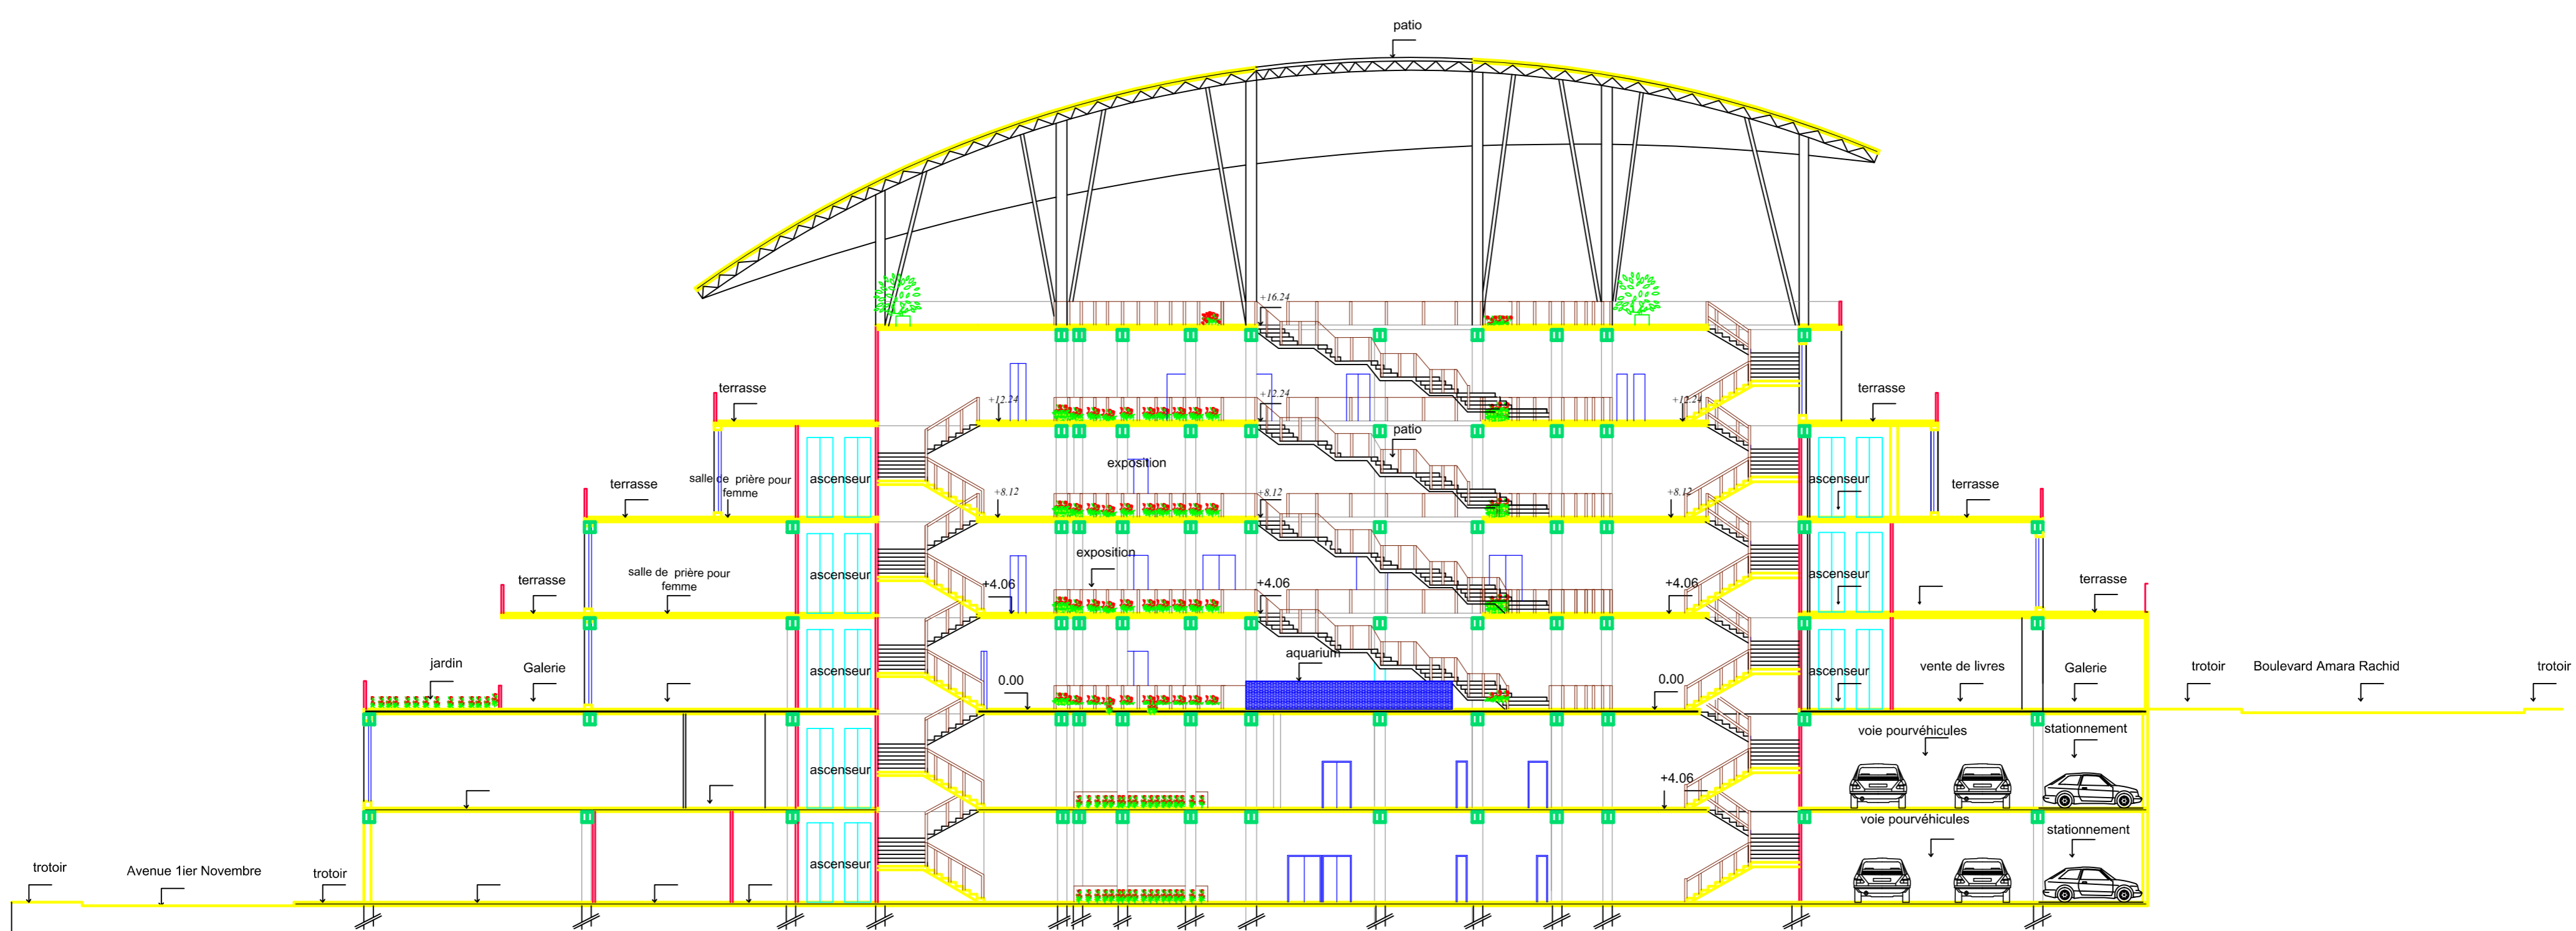 patio
+16.24
terrasse
terrasse
+12.24
+12.24
+12.24
patio
exposition
salle de prière pour
femme
ascenseur
ascenseur
terrasse
terrasse
+8.12
+8.12
+8.12
exposition
salle de prière pour
femme
ascenseur
ascenseur
terrasse
terrasse
+4.06
+4.06
+4.06
aquarium
jardin
Galerie
ascenseur
ascenseur
vente de livres
Galerie
trotoir
Boulevard Amara Rachid
trotoir
0.00
0.00
voie pourvéhicules
stationnement
ascenseur
+4.06
voie pourvéhicules
stationnement
trotoir
Avenue 1ier Novembre
trotoir
ascenseur